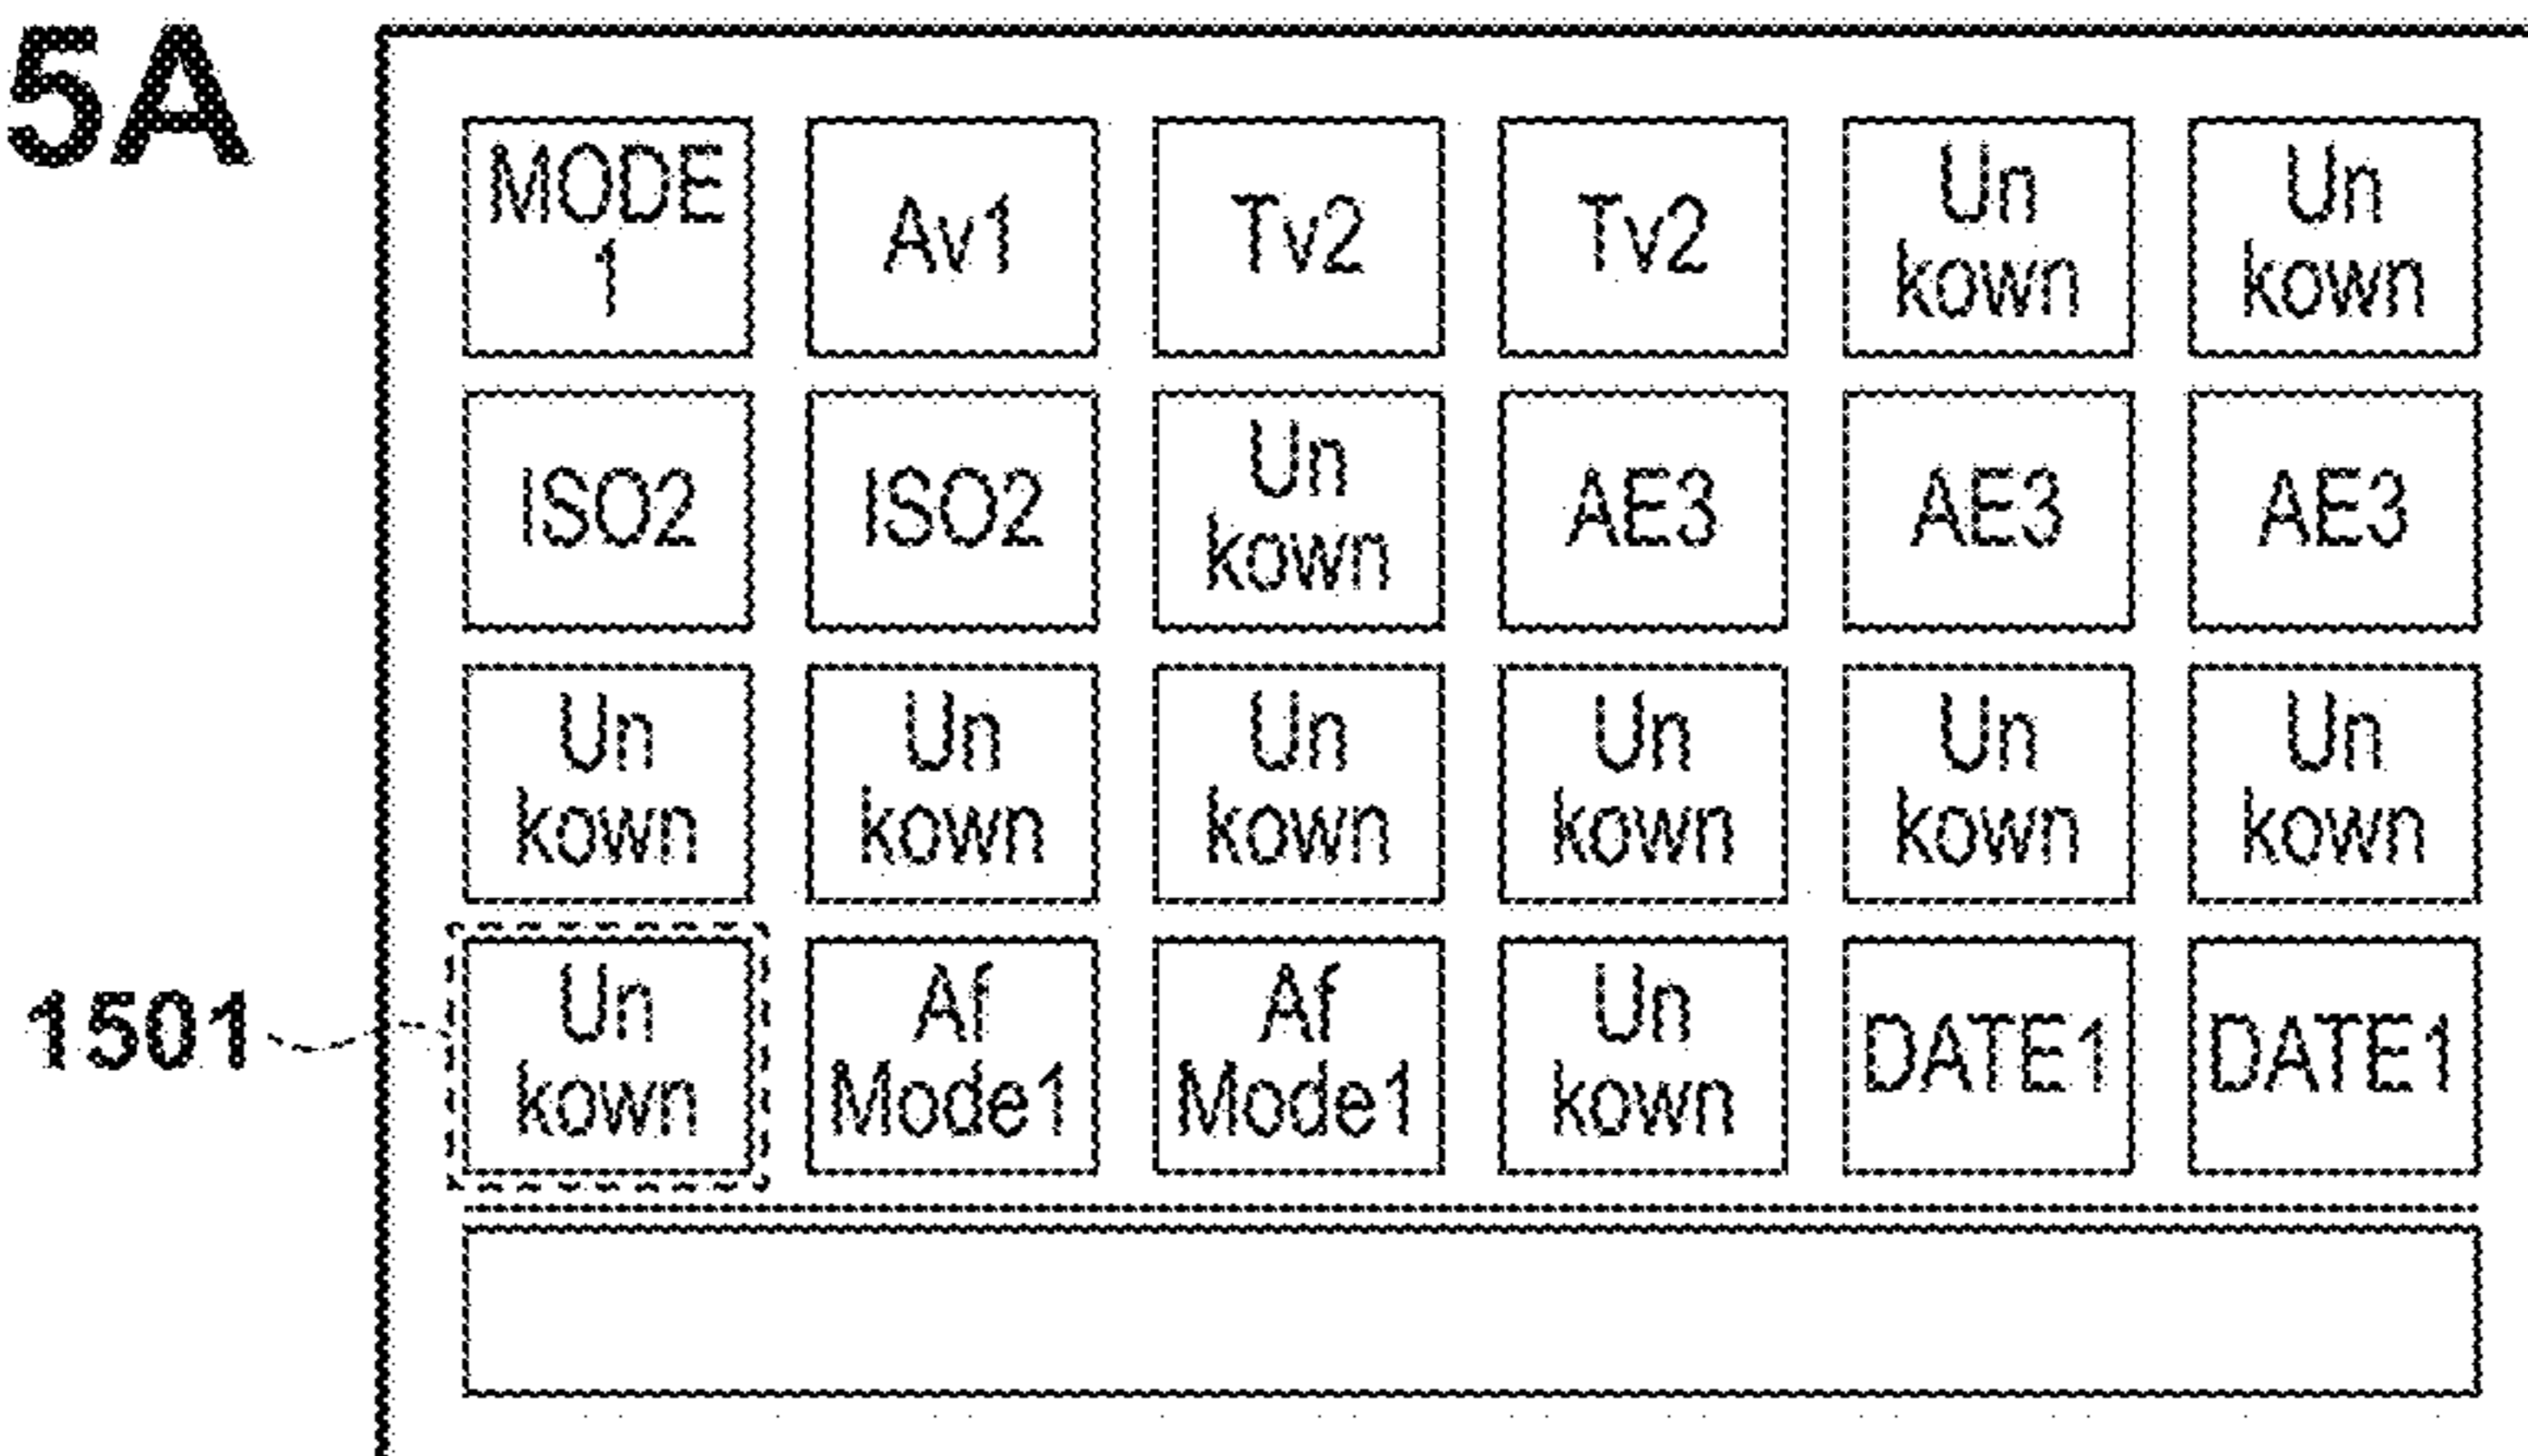 5A
MODE
1
Av1
Tv2
Tv2
Un
kown
Un
kown
ISO2
ISO2
Un
kown
AE3
AE3
AE3
Un
kown
Un
kown
Un
kown
Un
kown
Un
kown
Un
kown
1501
Un
kown
Af
Mode1
Af
Mode1
Un
kown
DATE1
DATE1